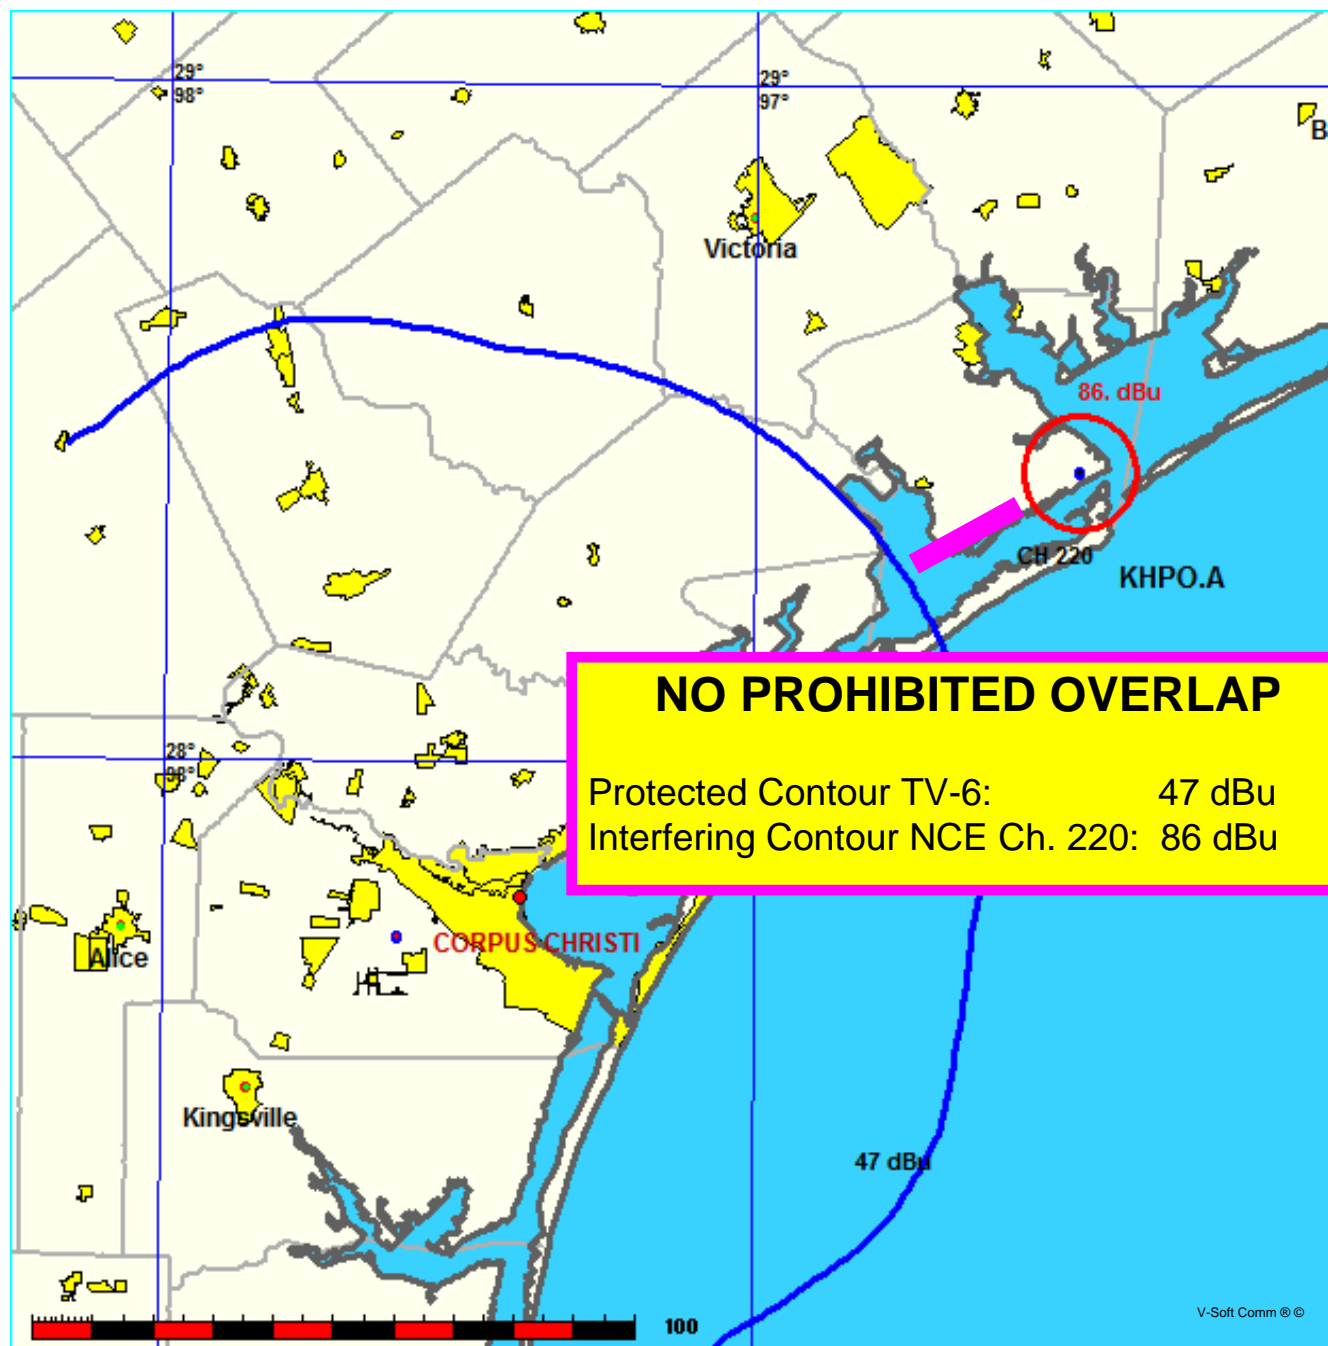 29°
98°
29°
97°
B
Victoria
86. dBu
CH 220
KHPO.A
NO PROHIBITED OVERLAP
Protected Contour TV-6: 47 dBu
Interfering Contour NCE Ch. 220: 86 dBu
28°
98°
CORPUS CHRISTI
Alice
Kingsville
47 dBu
100
V-Soft Comm ® ©